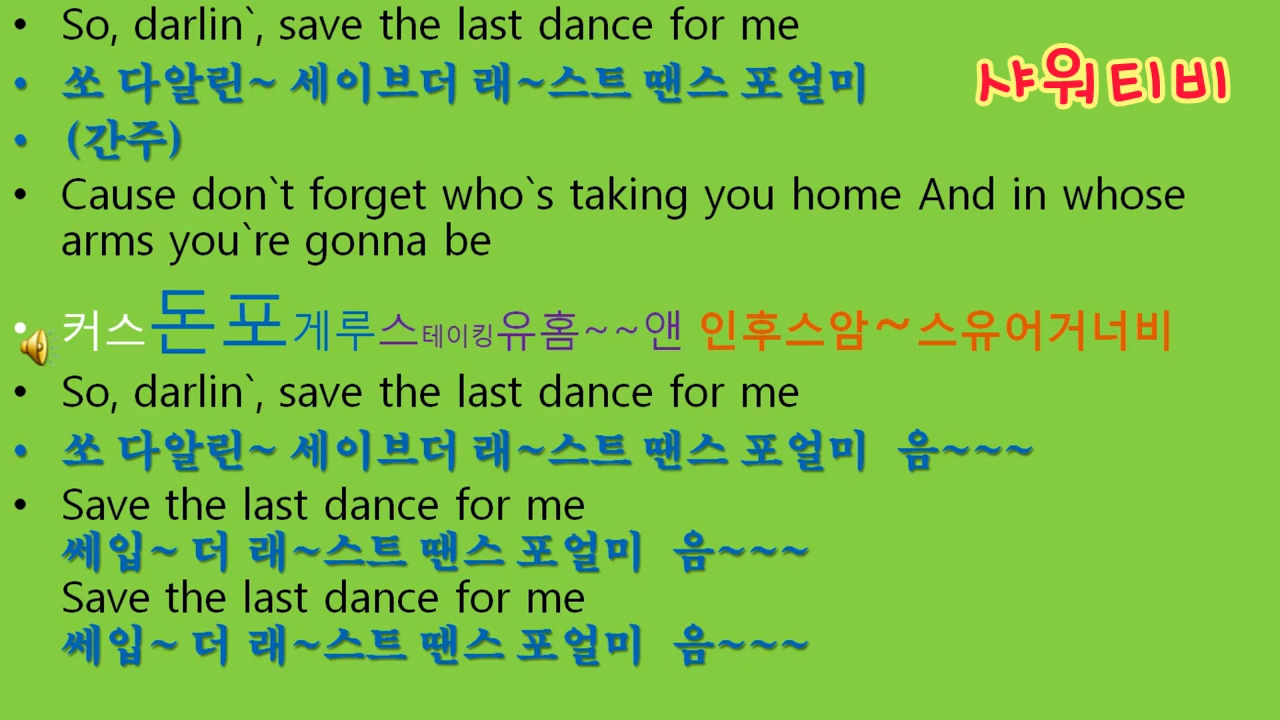 • So, darlin`, save the last dance for me
• 쏘 다알린~ 세이브더 래~스트 땐스 포얼미
샤워티비
• (간주)
• Cause don`t forget who`s taking you home And in whose
arms you`re gonna be
• 커스돈포게루스테이킹유홈~~앤 인후스암~스유어거너비
• So, darlin`, save the last dance for me
• 쏘 다알린~ 세이브더 래~스트 땐스 포얼미 음~~~
• Save the last dance for me
쎄입~ 더 래~스트 땐스 포얼미 음~~~
Save the last dance for me
쎄입~ 더 래~스트 땐스 포얼미 음~~~